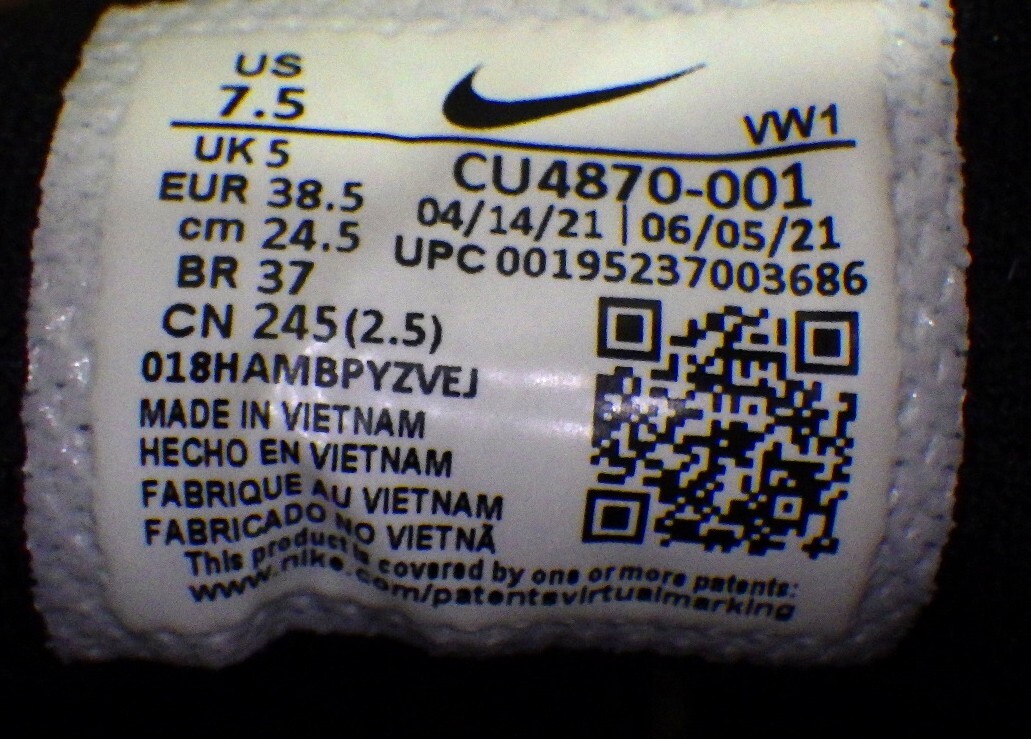 US
7.5
VW1
UK 5
EUR 38.5
cm 24.5
BR 37
CN 245(2.5)
CU4870-001
04/14/21 | 06/05/21
UPC 00195237003686
018HAMBPYZVEJ
MADE IN VIETNAM
HECHO EN VIETNAM
FABRIQUE AU VIETNAM
FABRICADO NO VIETNÃ
This product is covered by one or more patents:
www.nike.com/patentsvirtualmarking